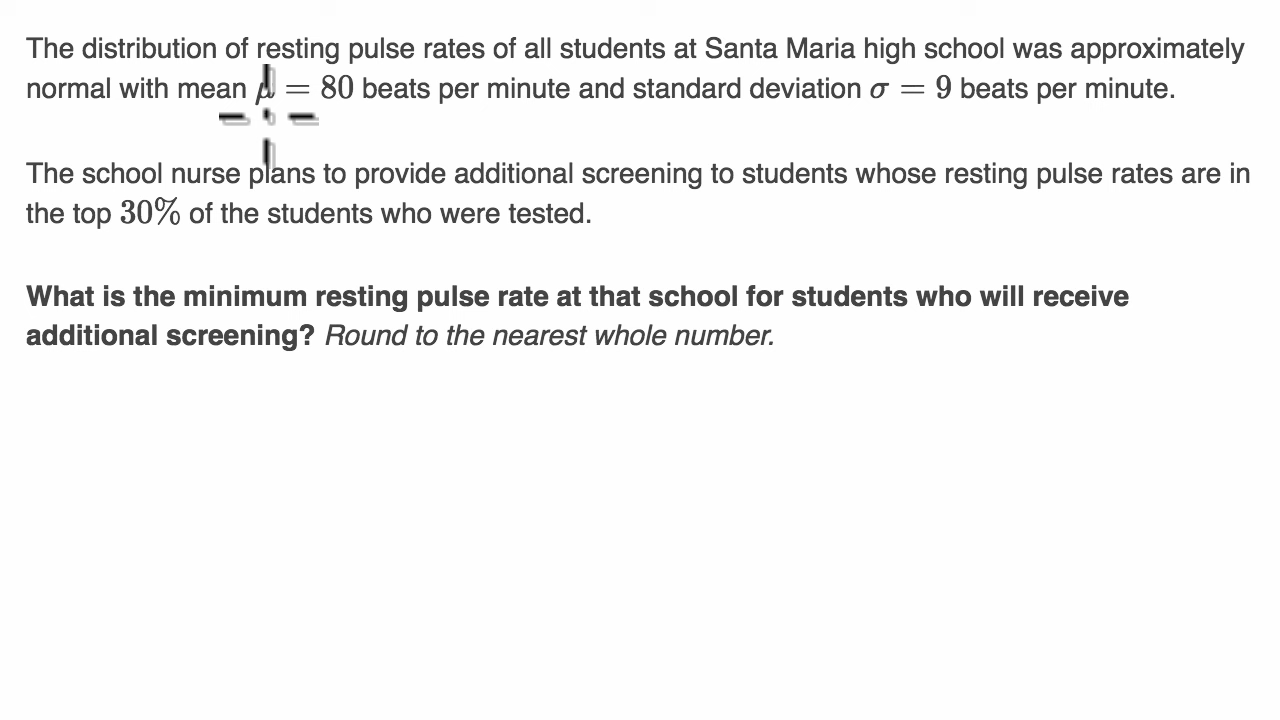 The distribution of resting pulse rates of all students at Santa Maria high school was approximately
normal with mean μ = 80 beats per minute and standard deviation σ = 9 beats per minute.
The school nurse plans to provide additional screening to students whose resting pulse rates are in
the top 30% of the students who were tested.
What is the minimum resting pulse rate at that school for students who will receive
additional screening? Round to the nearest whole number.